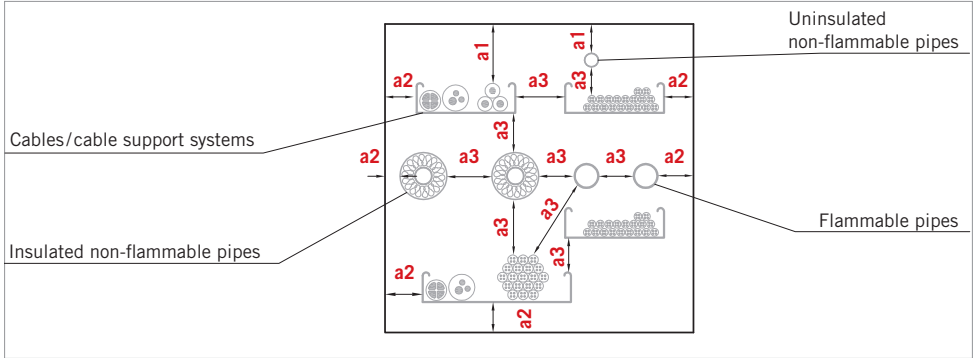 Uninsulated
non-flammable pipes
a1
a1
a2
a3
a3
a2
Cables/cable support systems
a3
a2
a3
a3
a3
a2
a3
a3
Flammable pipes
Insulated non-flammable pipes
a3
a2
a2